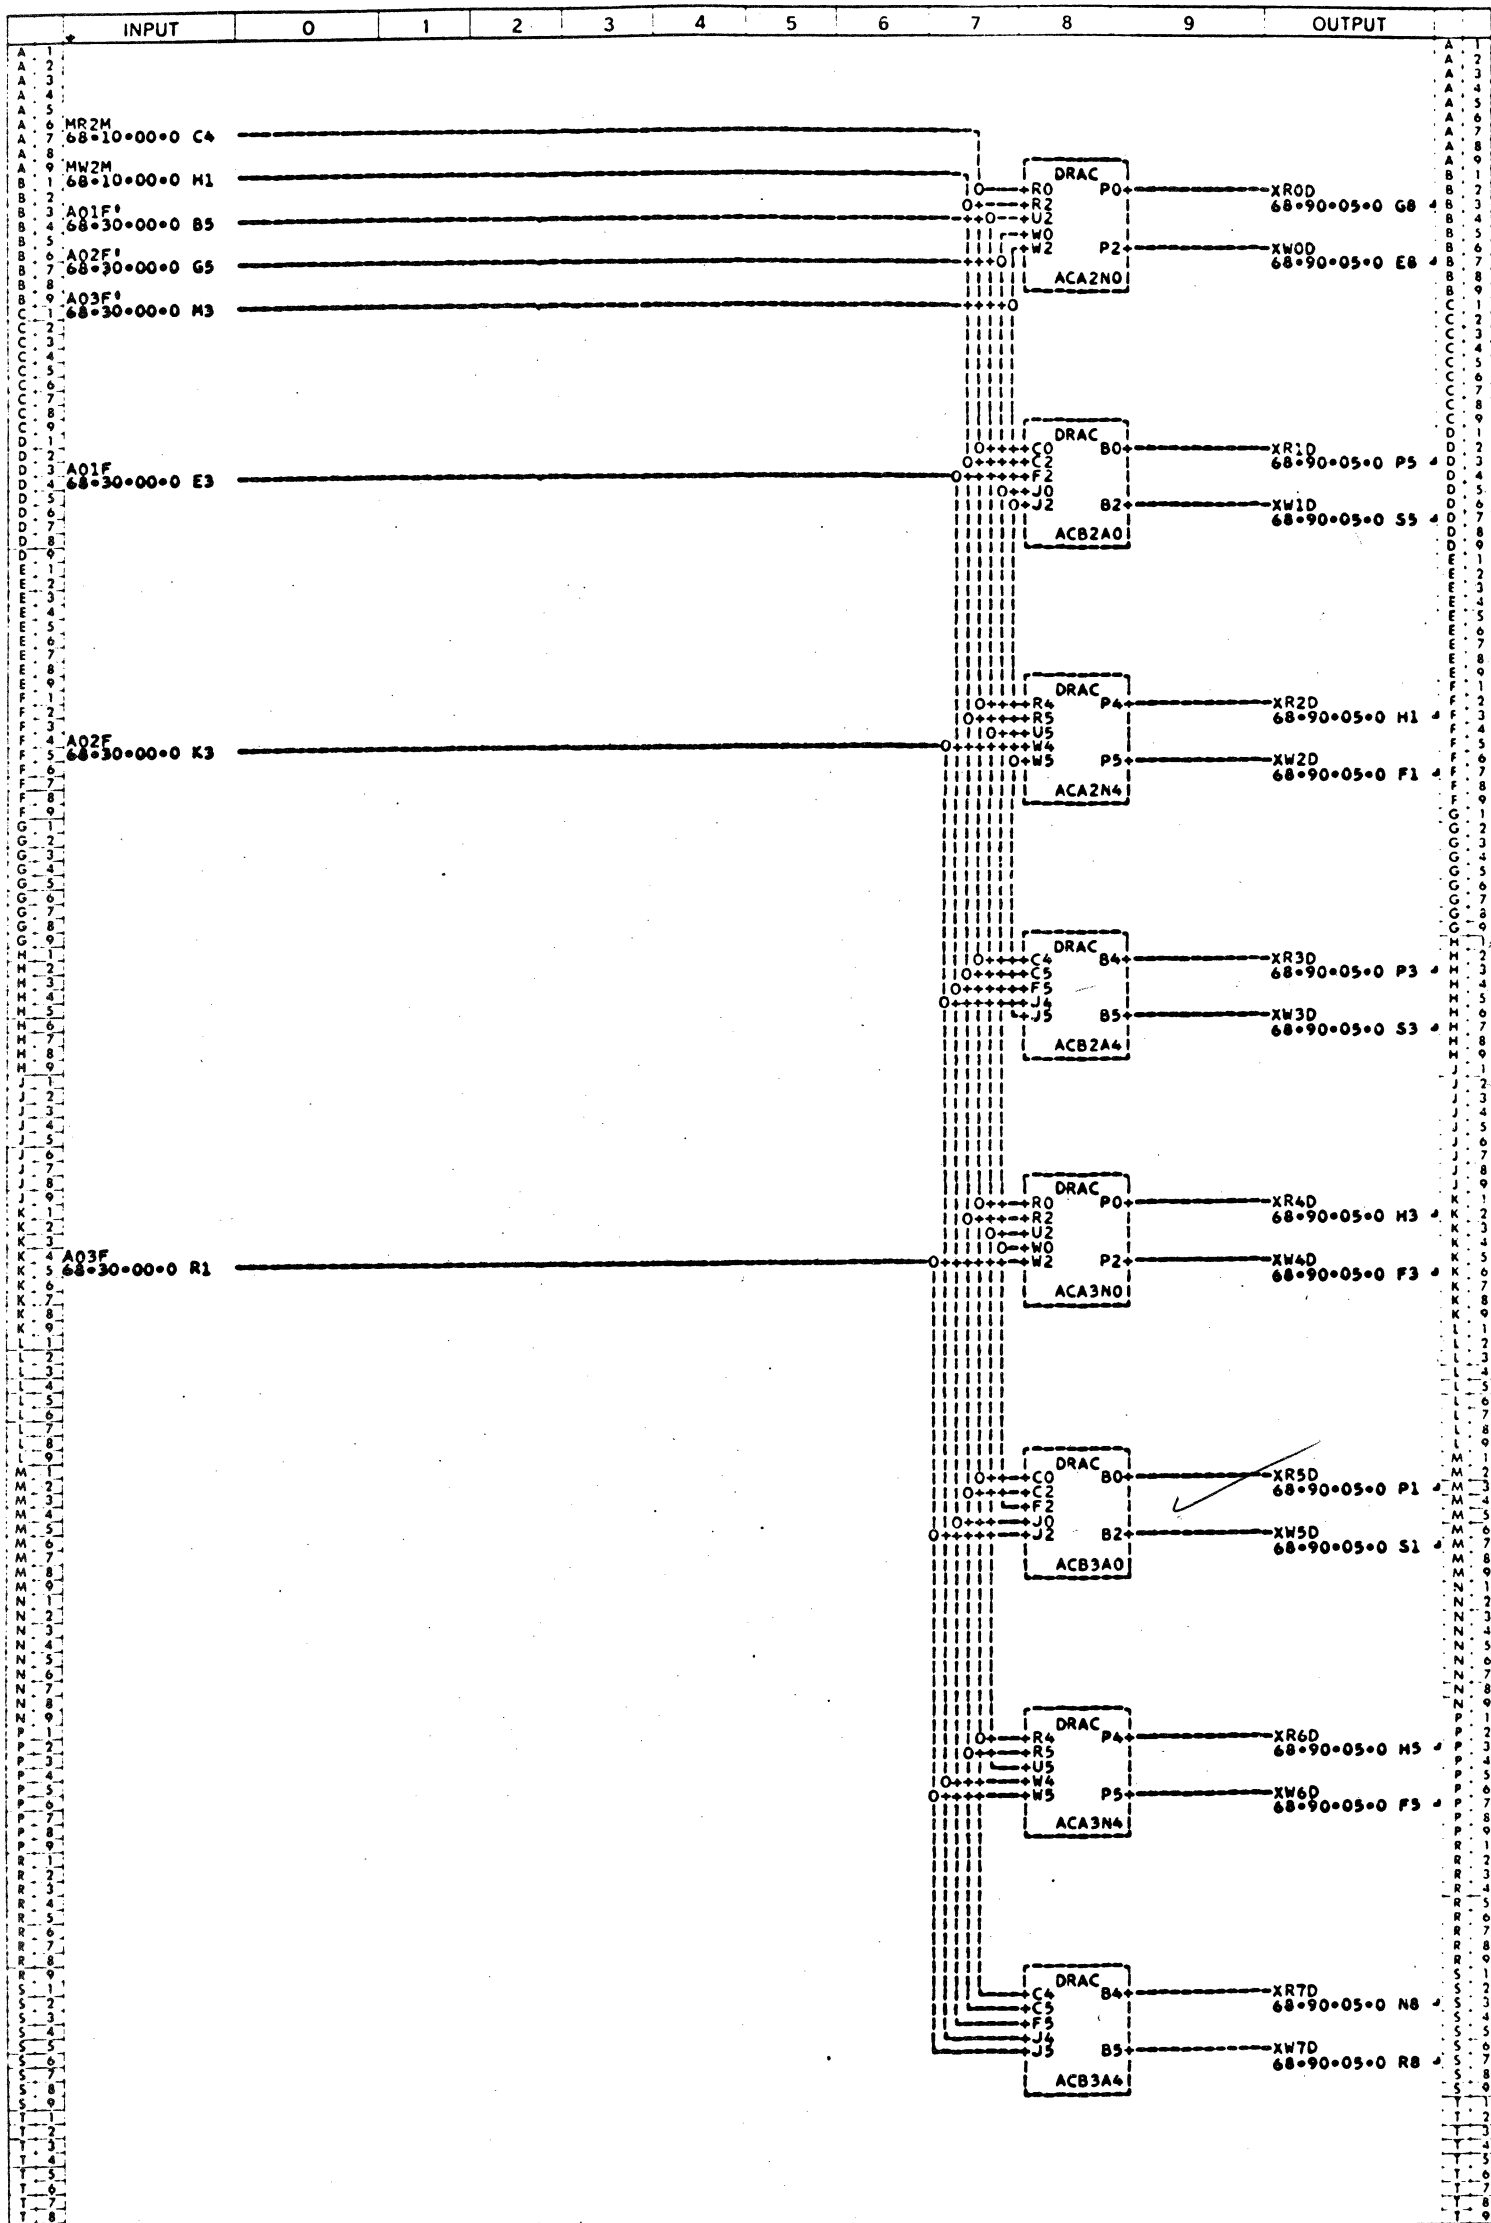 INPUT 0 1 2 3 4 5 6 7 8 9 OUTPUT
MR2M
68•10•00•0 C4
MW2M
68•10•00•0 H1
A01F'
68•30•00•0 B5
A02F'
68•30•00•0 G5
A03F'
68•30•00•0 M3
DRAC
R0 P0 XR0D
R2 68•90•05•0 G8
U2
W0
W2 P2 XW0D
68•90•05•0 E8
ACA2N0
A01F
68•30•00•0 E3
DRAC
C0 B0 XR1D
C2 68•90•05•0 P5
F2
J0
J2 B2 XW1D
68•90•05•0 S5
ACB2A0
A02F
68•30•00•0 K3
DRAC
R4 P4 XR2D
R5 68•90•05•0 H1
U5
W4
W5 P5 XW2D
68•90•05•0 F1
ACA2N4
DRAC
C4 B4 XR3D
C5 68•90•05•0 P3
F5
J4
J5 B5 XW3D
68•90•05•0 S3
ACB2A4
A03F
68•30•00•0 R1
DRAC
R0 P0 XR4D
R2 68•90•05•0 H3
U2
W0
W2 P2 XW4D
68•90•05•0 F3
ACA3N0
DRAC
C0 B0 XR5D
C2 68•90•05•0 P1
F2
J0
J2 B2 XW5D
68•90•05•0 S1
ACB3A0
DRAC
R4 P4 XR6D
R5 68•90•05•0 H5
U5
W4
W5 P5 XW6D
68•90•05•0 F5
ACA3N4
DRAC
C4 B4 XR7D
C5 68•90•05•0 N8
F5
J4
J5 B5 XW7D
68•90•05•0 R8
ACB3A4